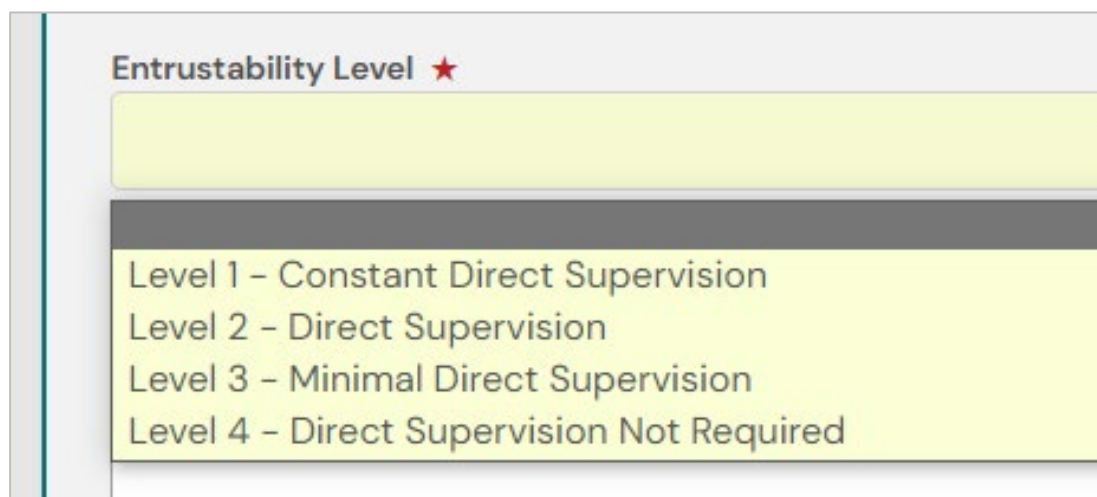 Entrustability Level ★
Level 1 – Constant Direct Supervision
Level 2 – Direct Supervision
Level 3 – Minimal Direct Supervision
Level 4 – Direct Supervision Not Required